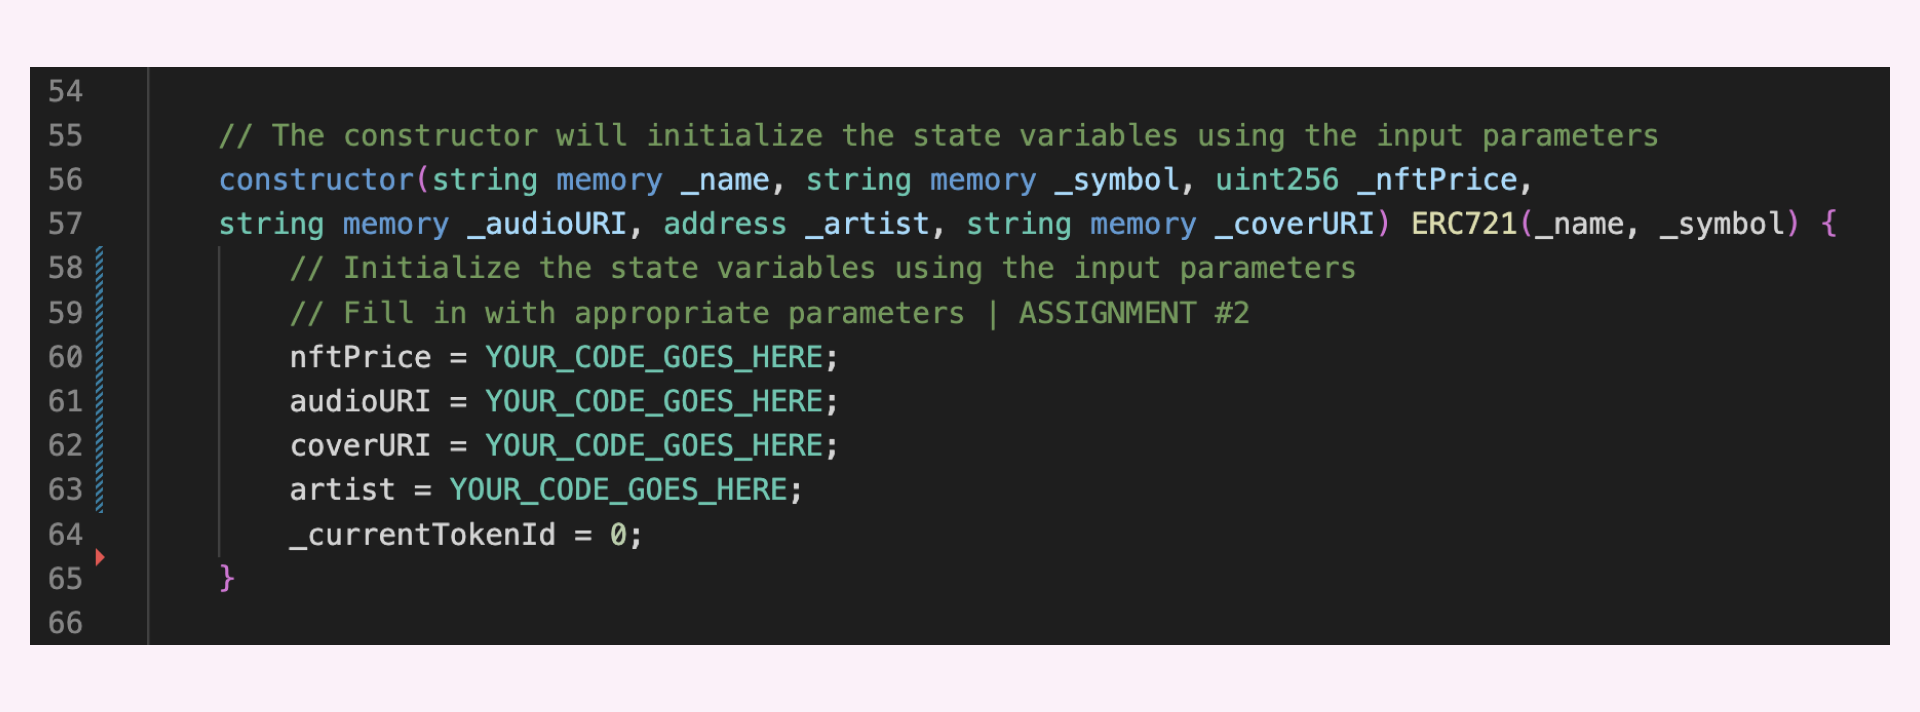 54
55 // The constructor will initialize the state variables using the input parameters
56 constructor(string memory _name, string memory _symbol, uint256 _nftPrice,
57 string memory _audioURI, address _artist, string memory _coverURI) ERC721(_name, _symbol) {
58 // Initialize the state variables using the input parameters
59 // Fill in with appropriate parameters | ASSIGNMENT #2
60 nftPrice = YOUR_CODE_GOES_HERE;
61 audioURI = YOUR_CODE_GOES_HERE;
62 coverURI = YOUR_CODE_GOES_HERE;
63 artist = YOUR_CODE_GOES_HERE;
64 _currentTokenId = 0;
65 }
66